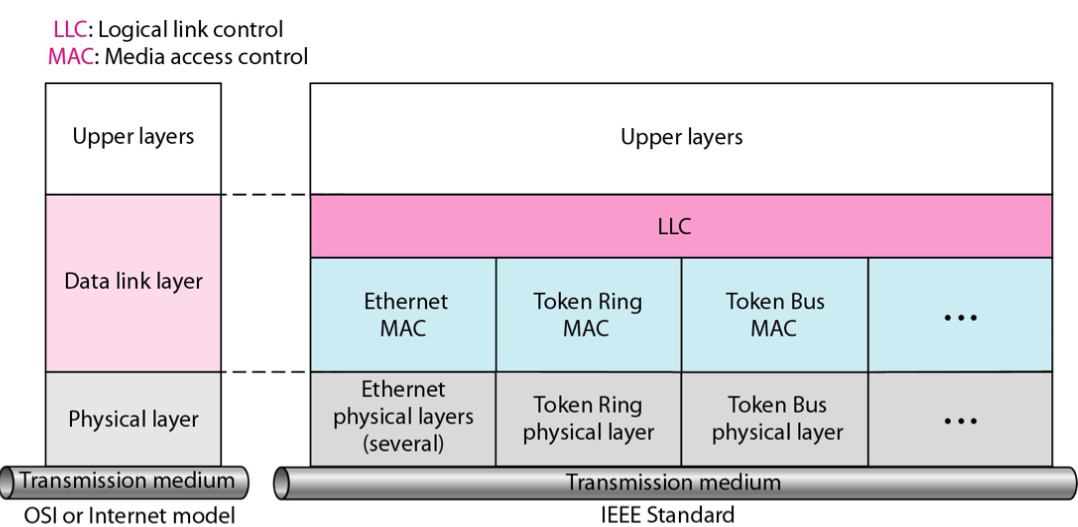 LLC: Logical link control
MAC: Media access control
Upper layers
Data link layer
Physical layer
Transmission medium
OSI or Internet model
Upper layers
LLC
Ethernet
MAC
Token Ring
MAC
Token Bus
MAC
...
Ethernet
physical layers
(several)
Token Ring
physical layer
Token Bus
physical layer
...
Transmission medium
IEEE Standard